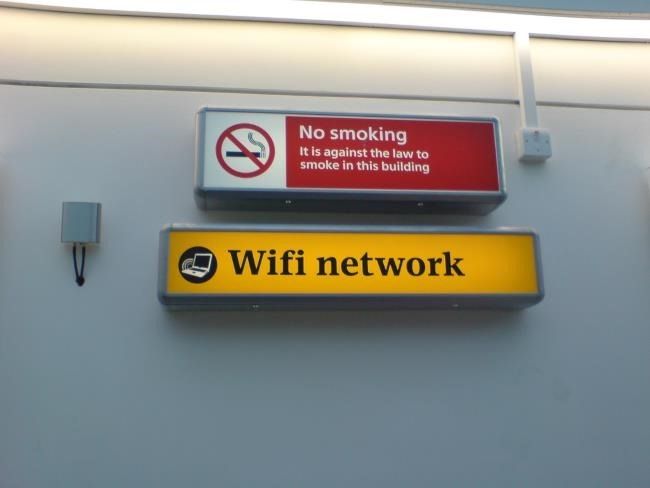 No smoking
It is against the law to
smoke in this building
Wifi network